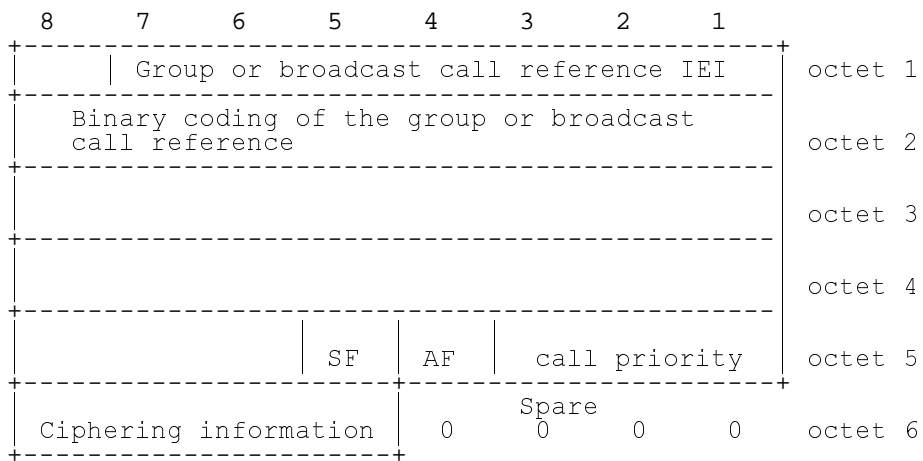 8 7 6 5 4 3 2 1
Group or broadcast call reference IEI octet 1
Binary coding of the group or broadcast
call reference octet 2
octet 3
octet 4
SF AF call priority octet 5
Spare
Ciphering information 0 0 0 0 octet 6